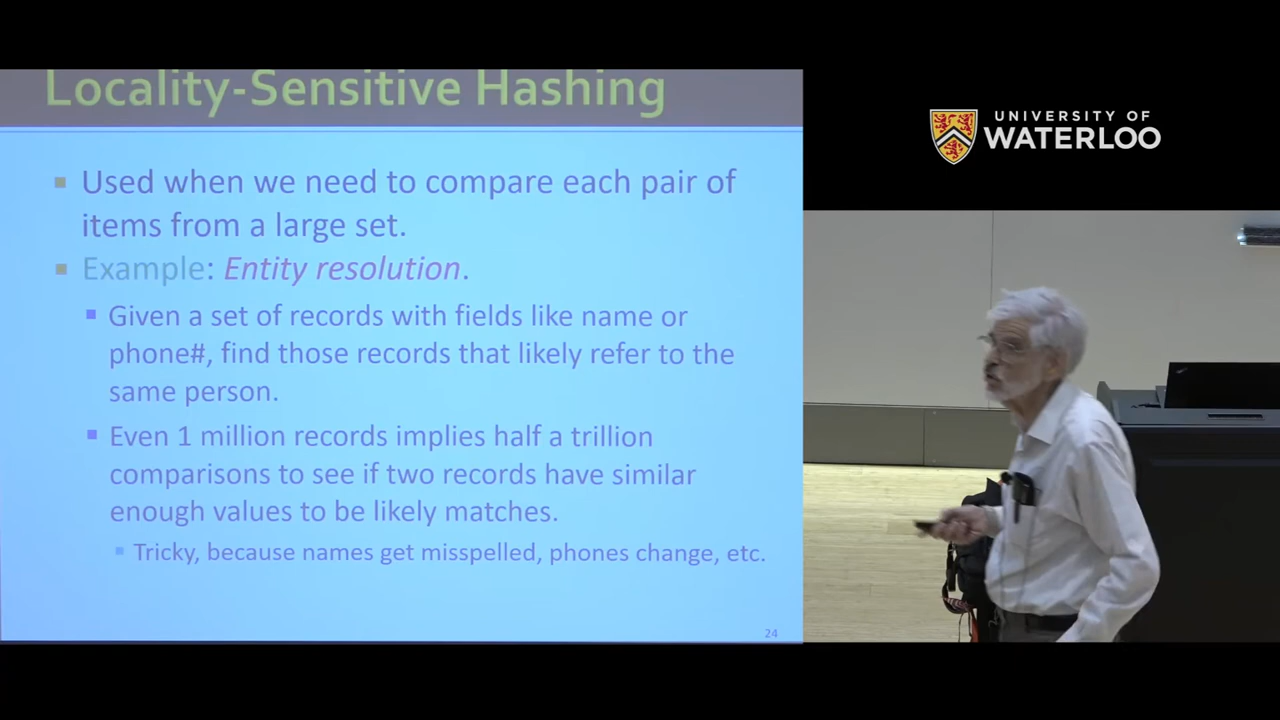 Locality-Sensitive Hashing
Used when we need to compare each pair of
items from a large set.
Example: Entity resolution.
Given a set of records with fields like name or
phone#, find those records that likely refer to the
same person.
Even 1 million records implies half a trillion
comparisons to see if two records have similar
enough values to be likely matches.
Tricky, because names get misspelled, phones change, etc.
24
UNIVERSITY OF
WATERLOO